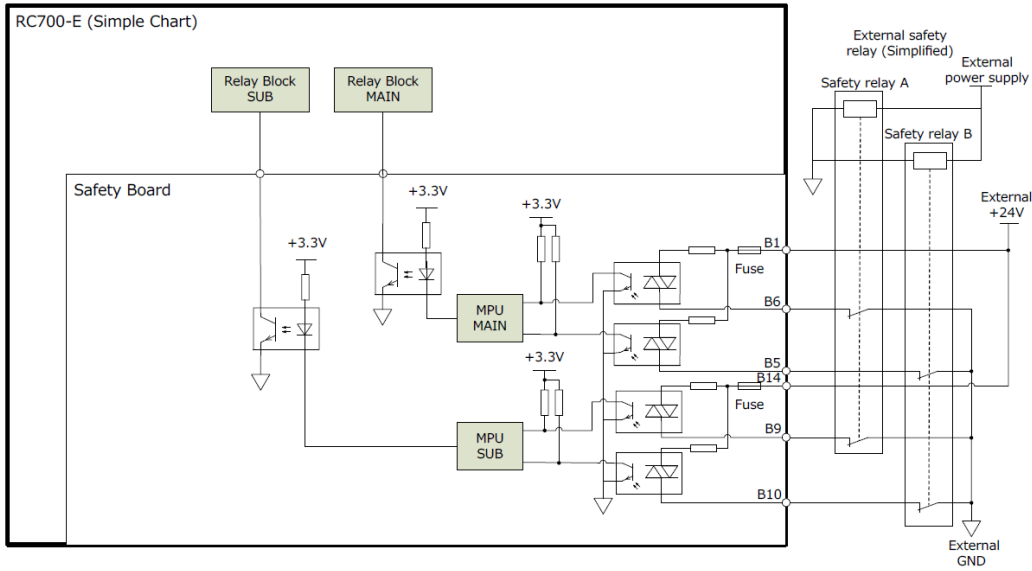 RC700-E (Simple Chart)
External safety
relay (Simplified)
External
power supply
Relay Block
SUB
Relay Block
MAIN
Safety relay A
Safety relay B
Safety Board
+3.3V
+3.3V
+3.3V
External
+24V
B1
Fuse
MPU
MAIN
B6
+3.3V
B5
B14
Fuse
MPU
SUB
B9
B10
External
GND